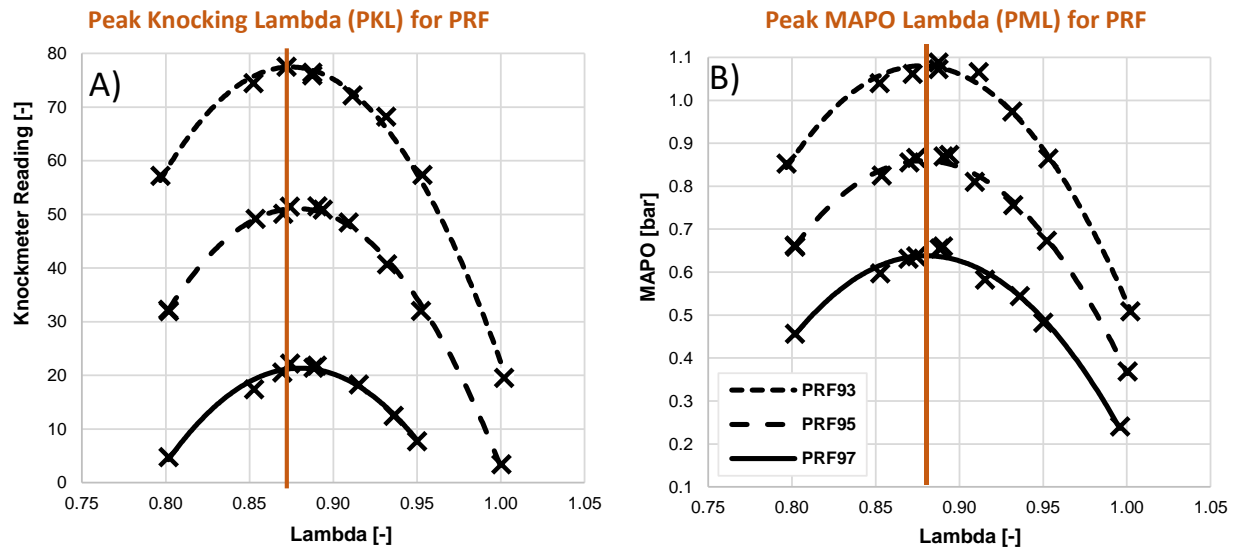 Peak Knocking Lambda (PKL) for PRF
A)
Knockmeter Reading [-]
80
70
60
50
40
30
20
10
0
0.75 0.80 0.85 0.90 0.95 1.00 1.05
Lambda [-]
Peak MAPO Lambda (PML) for PRF
B)
MAPO [bar]
1.1
1.0
0.9
0.8
0.7
0.6
0.5
0.4
0.3
0.2
0.1
PRF93
PRF95
PRF97
0.75 0.80 0.85 0.90 0.95 1.00 1.05
Lambda [-]